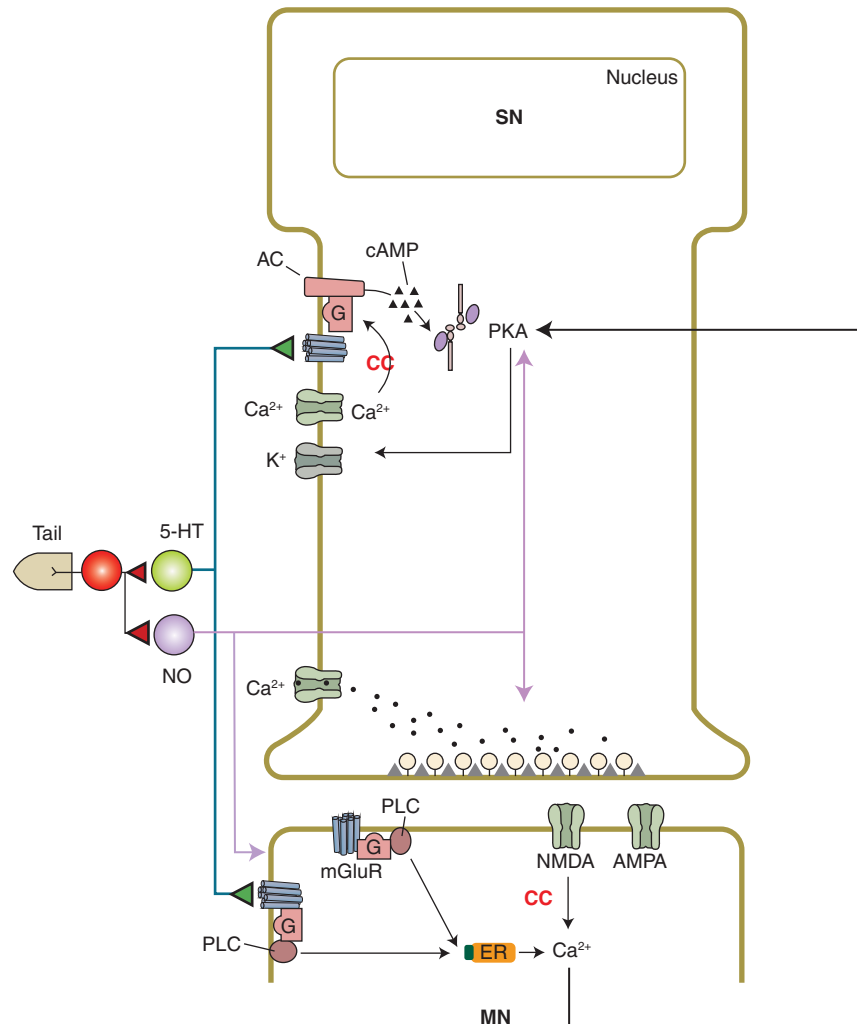 Nucleus
SN
cAMP
AC
G
PKA
CC
Ca²⁺
Ca²⁺
K⁺
Tail
5-HT
NO
Ca²⁺
PLC
G
mGluR
NMDA
AMPA
CC
G
PLC
ER
Ca²⁺
MN